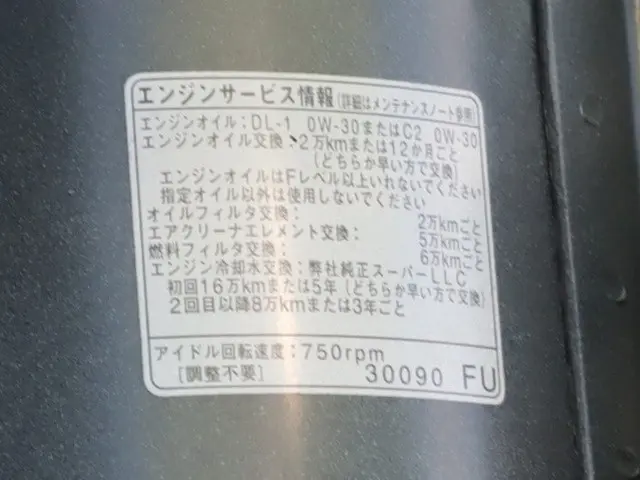 エンジンサービス情報(詳細はメンテナンスノート参照)
エンジンオイル:DL-1 0W-30またはC2 0W-30
エンジンオイル交換:2万kmまたは12か月ごと
(どちらか早い方で交換)
エンジンオイルはFレベル以上いれないでください
指定オイル以外は使用しないでください
オイルフィルタ交換: 2万kmごと
エアクリーナエレメント交換: 5万kmごと
燃料フィルタ交換: 6万kmごと
エンジン冷却水交換:弊社純正スーパーLLC
初回16万kmまたは5年(どちらか早い方で交換)
2回目以降8万kmまたは3年ごと
アイドル回転速度:750rpm
[調整不要] 30090 FU